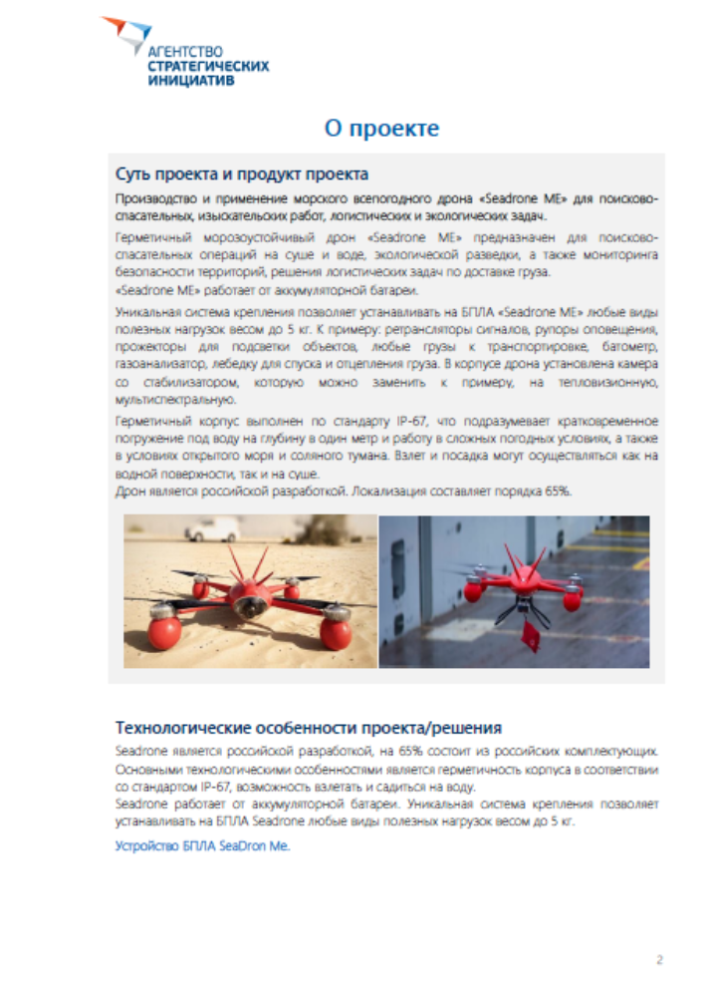 АГЕНТСТВО
СТРАТЕГИЧЕСКИХ
ИНИЦИАТИВ
О проекте
Суть проекта и продукт проекта
Производство и применение морского всепогодного дрона «Seadrone ME» для поисково-
спасательных, изыскательских работ, логистических и экологических задач.
Герметичный морозоустойчивый дрон «Seadrone ME» предназначен для поисково-
спасательных операций на суше и воде, экологической разведки, а также мониторинга
безопасности территорий, решения логистических задач по доставке груза.
«Seadrone ME» работает от аккумуляторной батареи.
Уникальная система крепления позволяет устанавливать на БПЛА «Seadrone ME» любые виды
полезных нагрузок весом до 5 кг. К примеру: ретрансляторы сигналов, рупоры оповещения,
прожекторы для подсветки объектов, любые грузы к транспортировке, батометр,
газоанализатор, лебедку для спуска и отцепления груза. В корпусе дрона установлена камера
со стабилизатором, которую можно заменить к примеру, на тепловизионную,
мультиспектральную.
Герметичный корпус выполнен по стандарту IP-67, что подразумевает кратковременное
погружение под воду на глубину в один метр и работу в сложных погодных условиях, а также
в условиях открытого моря и соляного тумана. Взлет и посадка могут осуществляться как на
водной поверхности, так и на суше.
Дрон является российской разработкой. Локализация составляет порядка 65%.
Технологические особенности проекта/решения
Seadrone является российской разработкой, на 65% состоит из российских комплектующих.
Основными технологическими особенностями является герметичность корпуса в соответствии
со стандартом IP-67, возможность взлетать и садиться на воду.
Seadrone работает от аккумуляторной батареи. Уникальная система крепления позволяет
устанавливать на БПЛА Seadrone любые виды полезных нагрузок весом до 5 кг.
Устройство БПЛА SeaDron Me.
2